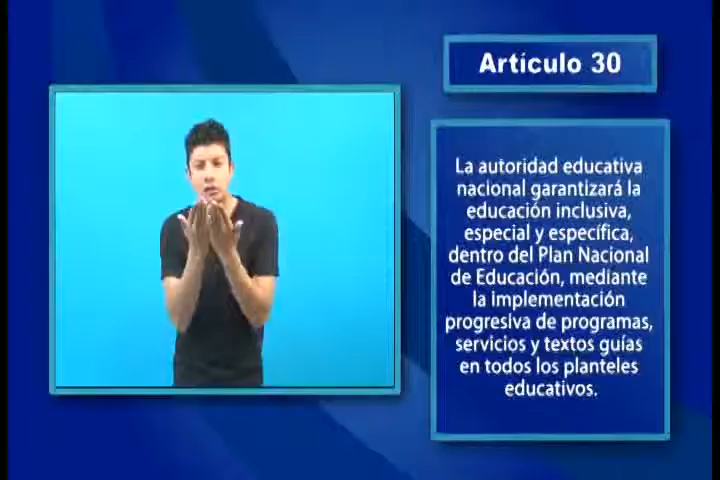 Artículo 30
La autoridad educativa
nacional garantizará la
educación inclusiva,
especial y específica,
dentro del Plan Nacional
de Educación, mediante
la implementación
progresiva de programas,
servicios y textos guías
en todos los planteles
educativos.